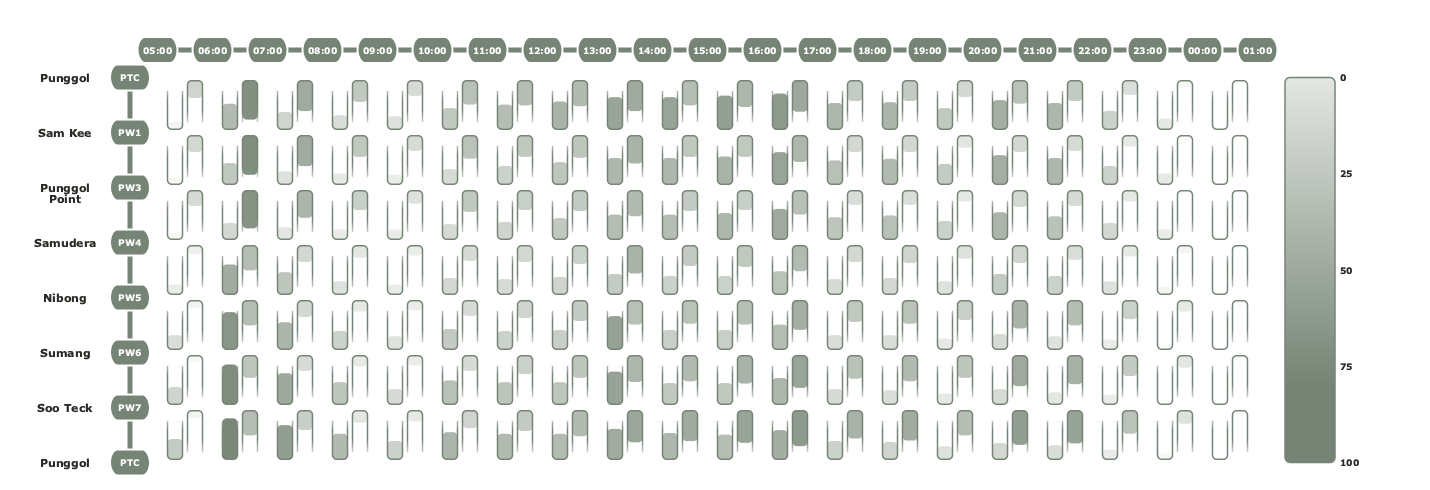 05:00 06:00 07:00 08:00 09:00 10:00 11:00 12:00 13:00 14:00 15:00 16:00 17:00 18:00 19:00 20:00 21:00 22:00 23:00 00:00 01:00
Punggol PTC 0
Sam Kee PW1
25
Punggol PW3
Point
Samudera PW4
50
Nibong PW5
Sumang PW6
75
Soo Teck PW7
Punggol PTC 100